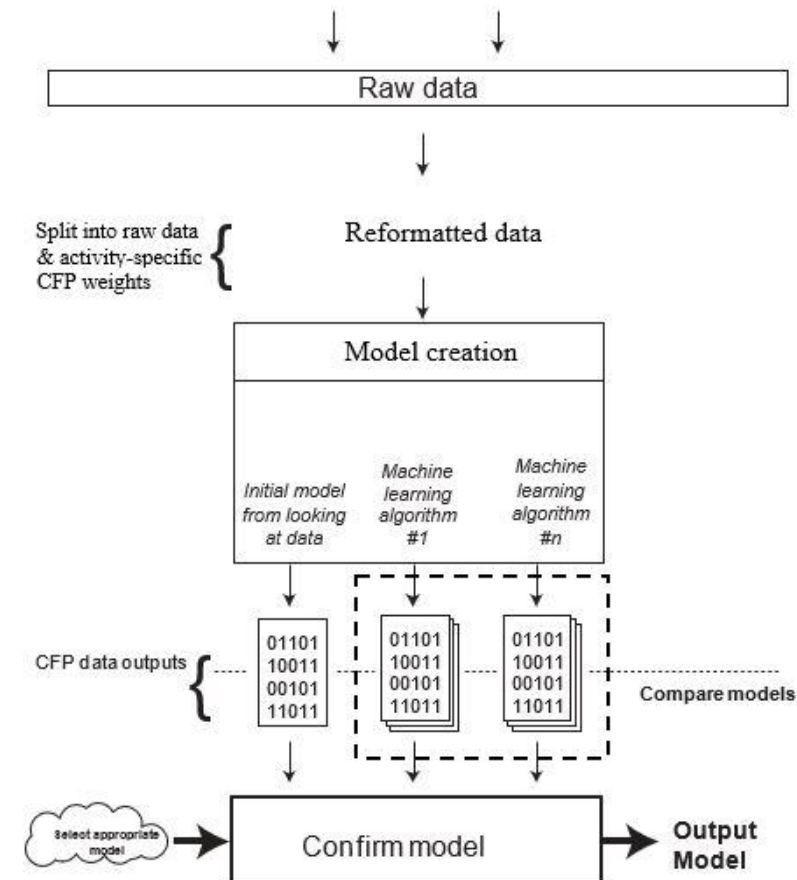 Raw data
Split into raw data
& activity-specific
CFP weights
Reformatted data
Model creation
Initial model
from looking
at data
Machine
learning
algorithm
#1
Machine
learning
algorithm
#n
CFP data outputs
01101
10011
00101
11011
01101
10011
00101
11011
01101
10011
00101
11011
Compare models
Select appropriate
model
Confirm model
Output
Model